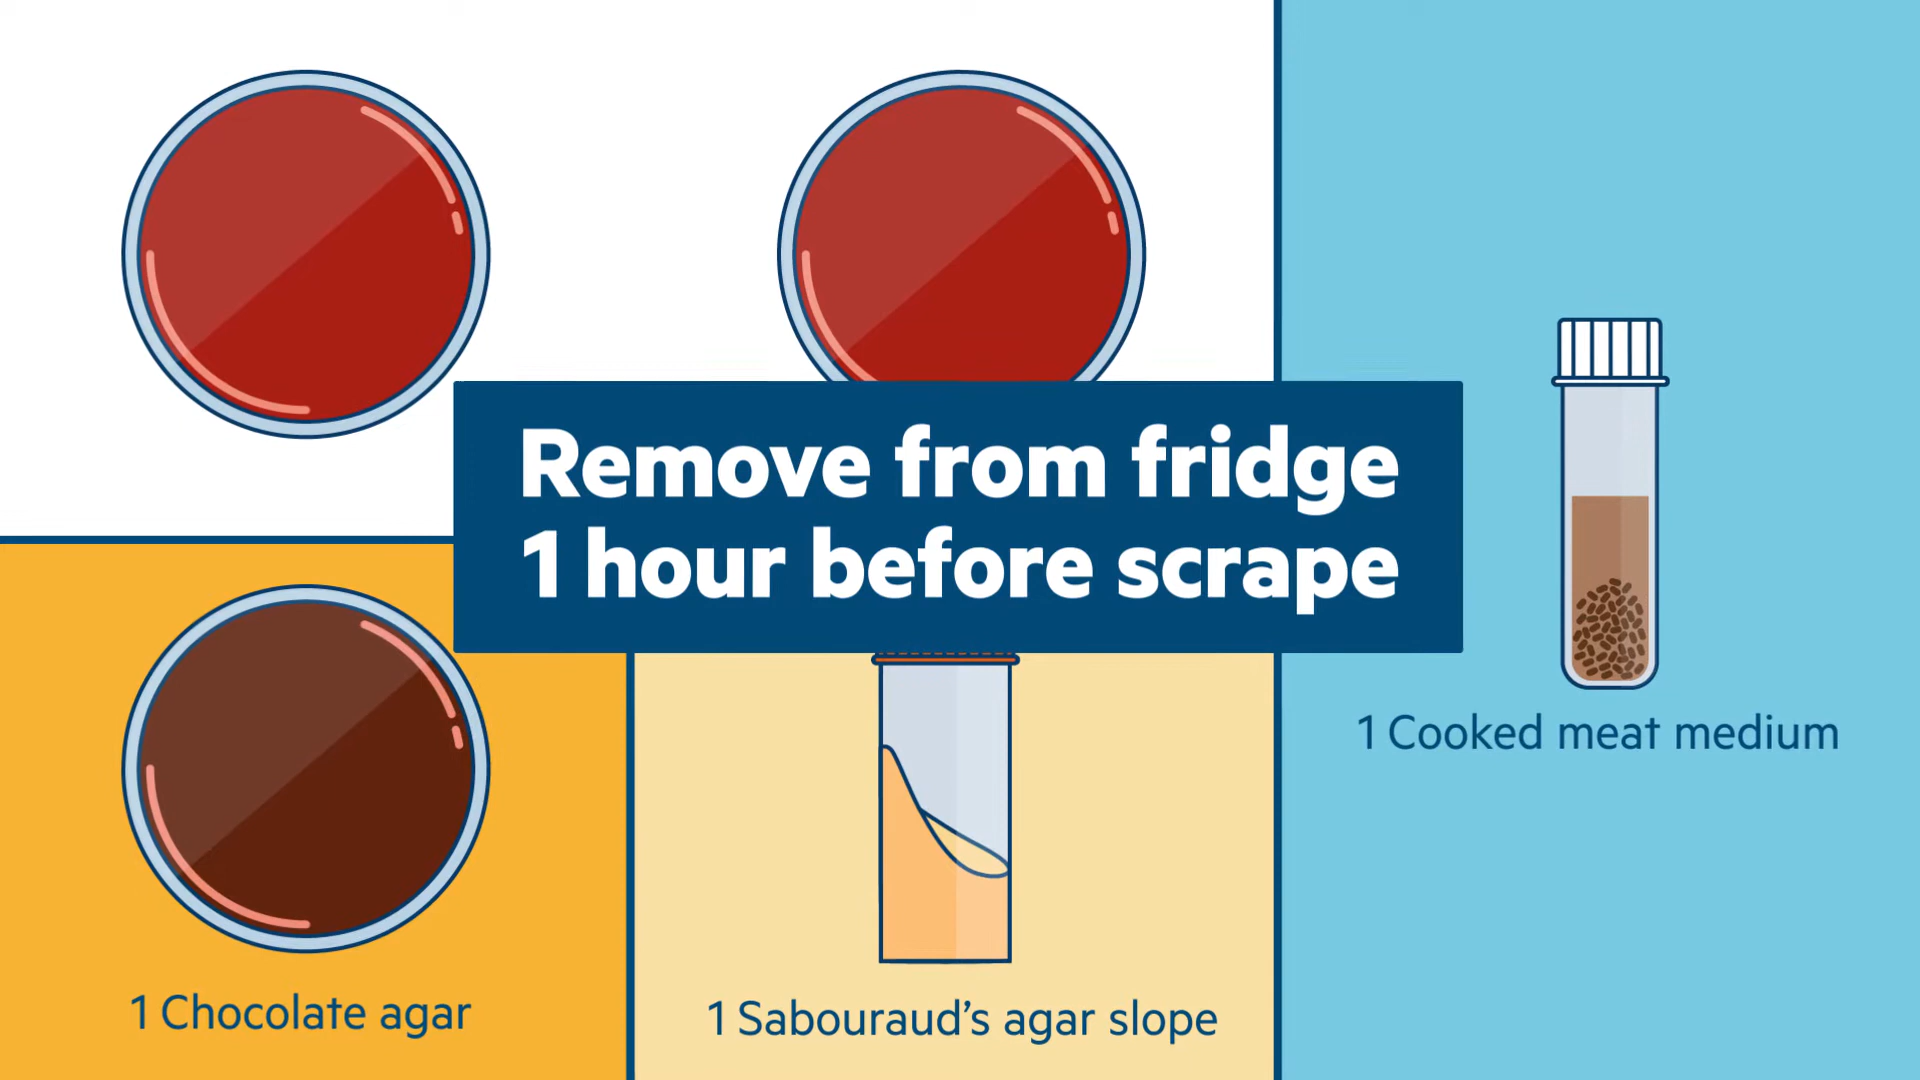 Remove from fridge
1 hour before scrape
1 Cooked meat medium
1 Chocolate agar
1 Sabouraud’s agar slope